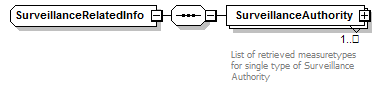 SurveillanceRelatedInfo
SurveillanceAuthority
1..□
List of retrieved measuretypes
for single type of Surveillance
Authority